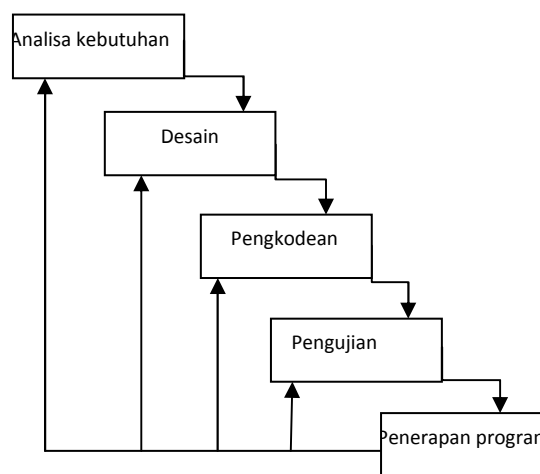 Analisa kebutuhan
Desain
Pengkodean
Pengujian
Penerapan program